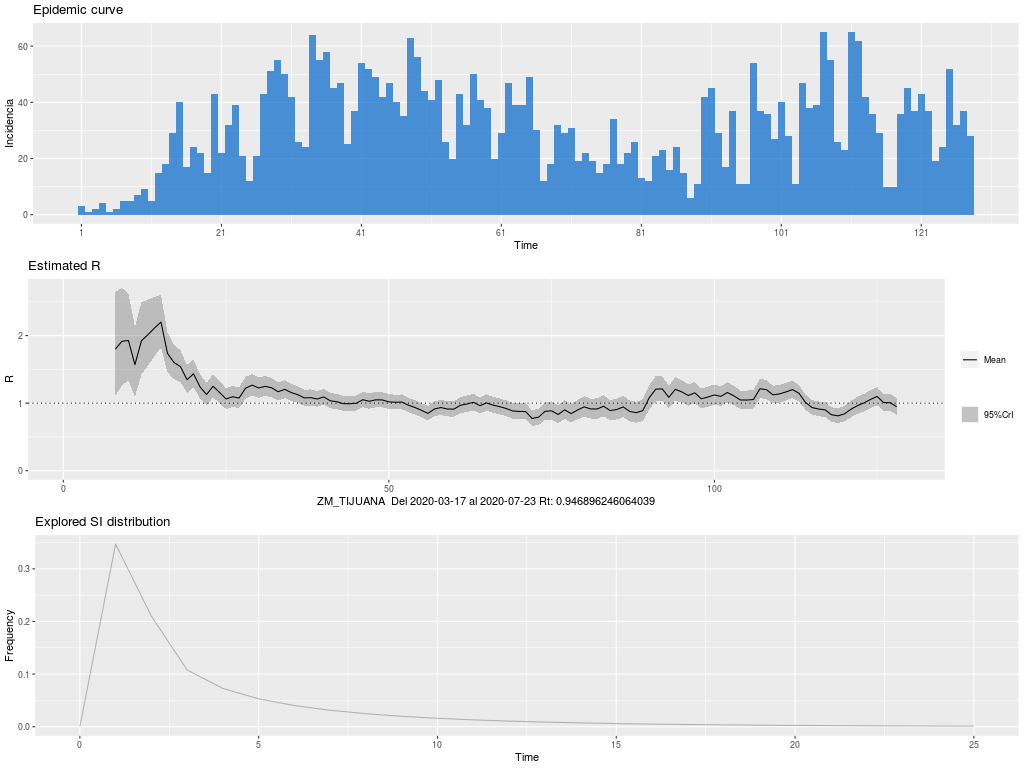 Epidemic curve
Incidencia
60
40
20
0
1 21 41 61 81 101 121
Time
Estimated R
R
2
1
0
0 50 100
Mean
95%CrI
ZM_TIJUANA Del 2020-03-17 al 2020-07-23 Rt: 0.946896246064039
Explored SI distribution
Frequency
0.3
0.2
0.1
0.0
0 5 10 15 20 25
Time